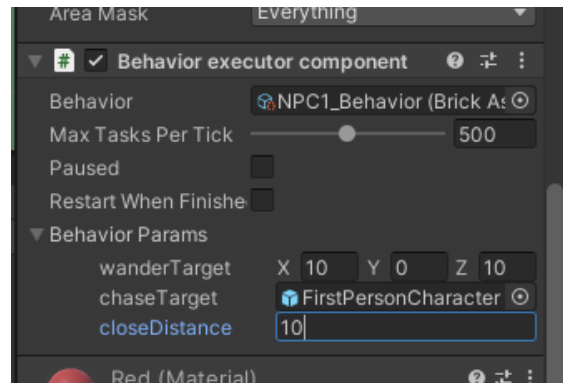 Area Mask Everything
# Behavior executor component
Behavior NPC1_Behavior (Brick As
Max Tasks Per Tick 500
Paused
Restart When Finishe
Behavior Params
wanderTarget X 10 Y 0 Z 10
chaseTarget FirstPersonCharacter
closeDistance 10
Red (Material)